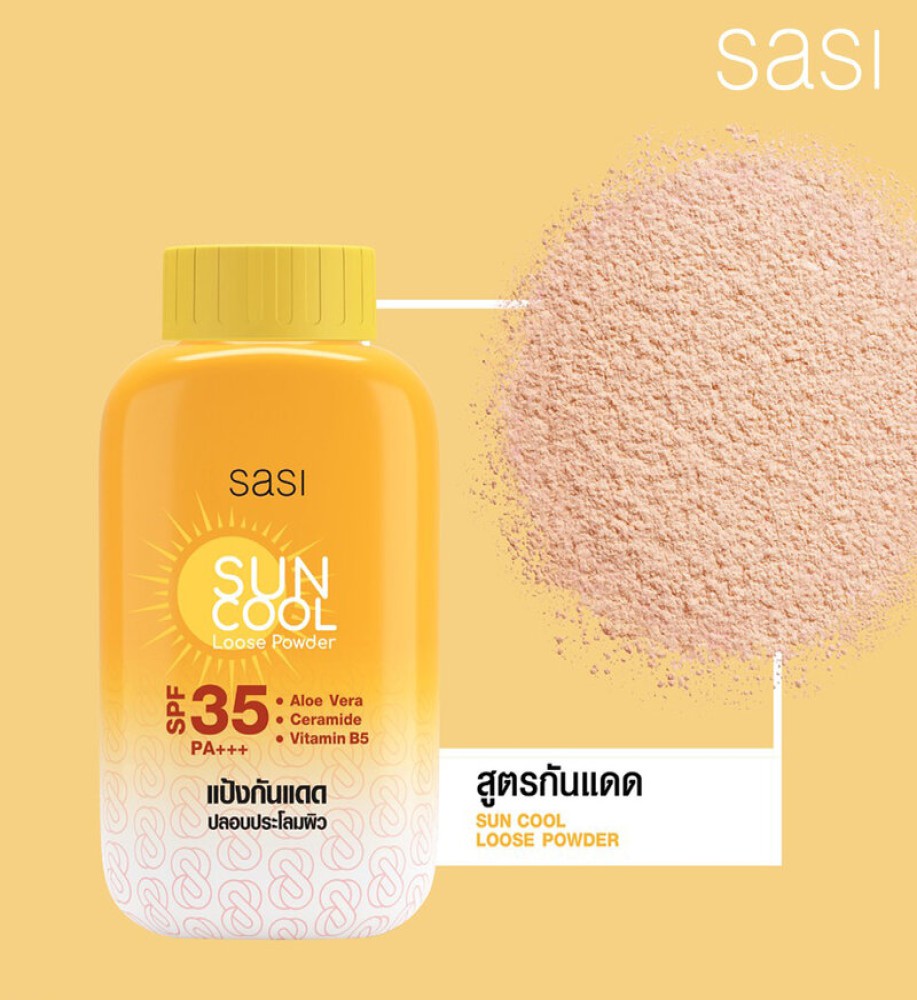 sasi
sasi
SUN
COOL
Loose Powder
SPF 35
PA+++
• Aloe Vera
• Ceramide
• Vitamin B5
แป้งกันแดด
ปลอบประโลมผิว
สูตรกันแดด
SUN COOL
LOOSE POWDER